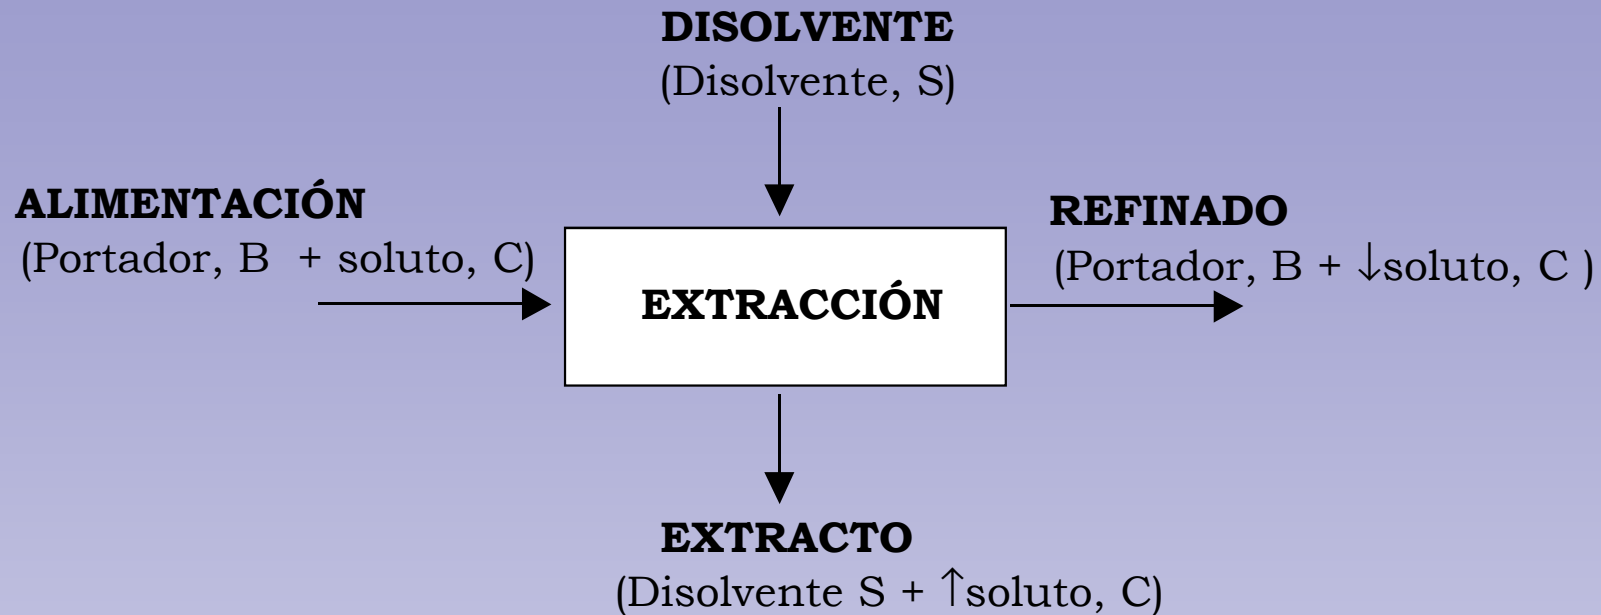 DISOLVENTE
(Disolvente, S)
ALIMENTACIÓN
(Portador, B + soluto, C)
REFINADO
(Portador, B + ↓soluto, C )
EXTRACCIÓN
EXTRACTO
(Disolvente S + ↑soluto, C)